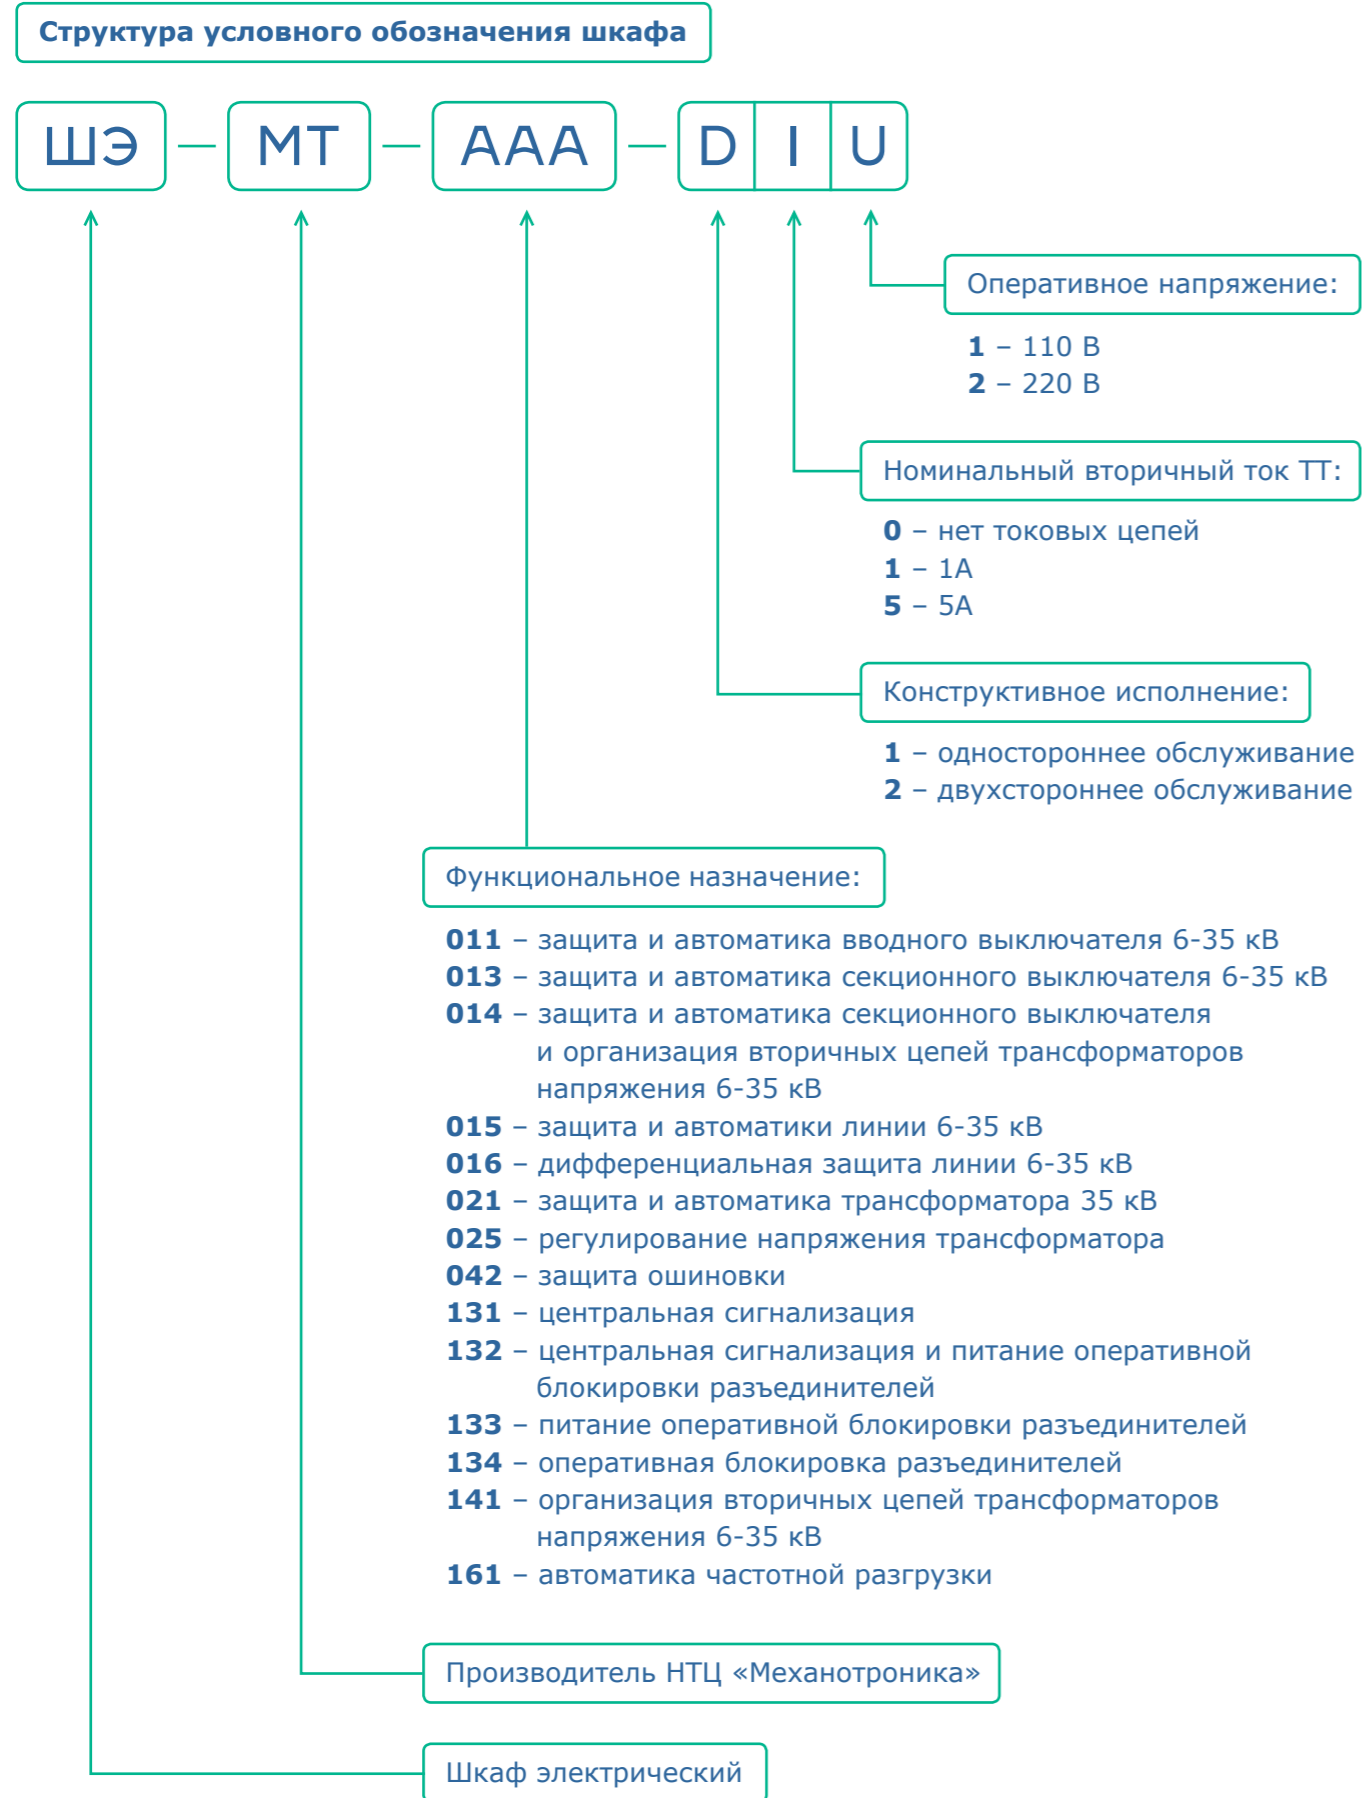 Структура условного обозначения шкафа
ШЭ — МТ — ААА — D I U
Оперативное напряжение:
1 – 110 В
2 – 220 В
Номинальный вторичный ток ТТ:
0 – нет токовых цепей
1 – 1А
5 – 5А
Конструктивное исполнение:
1 – одностороннее обслуживание
2 – двухстороннее обслуживание
Функциональное назначение:
011 – защита и автоматика вводного выключателя 6-35 кВ
013 – защита и автоматика секционного выключателя 6-35 кВ
014 – защита и автоматика секционного выключателя
и организация вторичных цепей трансформаторов
напряжения 6-35 кВ
015 – защита и автоматики линии 6-35 кВ
016 – дифференциальная защита линии 6-35 кВ
021 – защита и автоматика трансформатора 35 кВ
025 – регулирование напряжения трансформатора
042 – защита ошиновки
131 – центральная сигнализация
132 – центральная сигнализация и питание оперативной
блокировки разъединителей
133 – питание оперативной блокировки разъединителей
134 – оперативная блокировка разъединителей
141 – организация вторичных цепей трансформаторов
напряжения 6-35 кВ
161 – автоматика частотной разгрузки
Производитель НТЦ «Механотроника»
Шкаф электрический